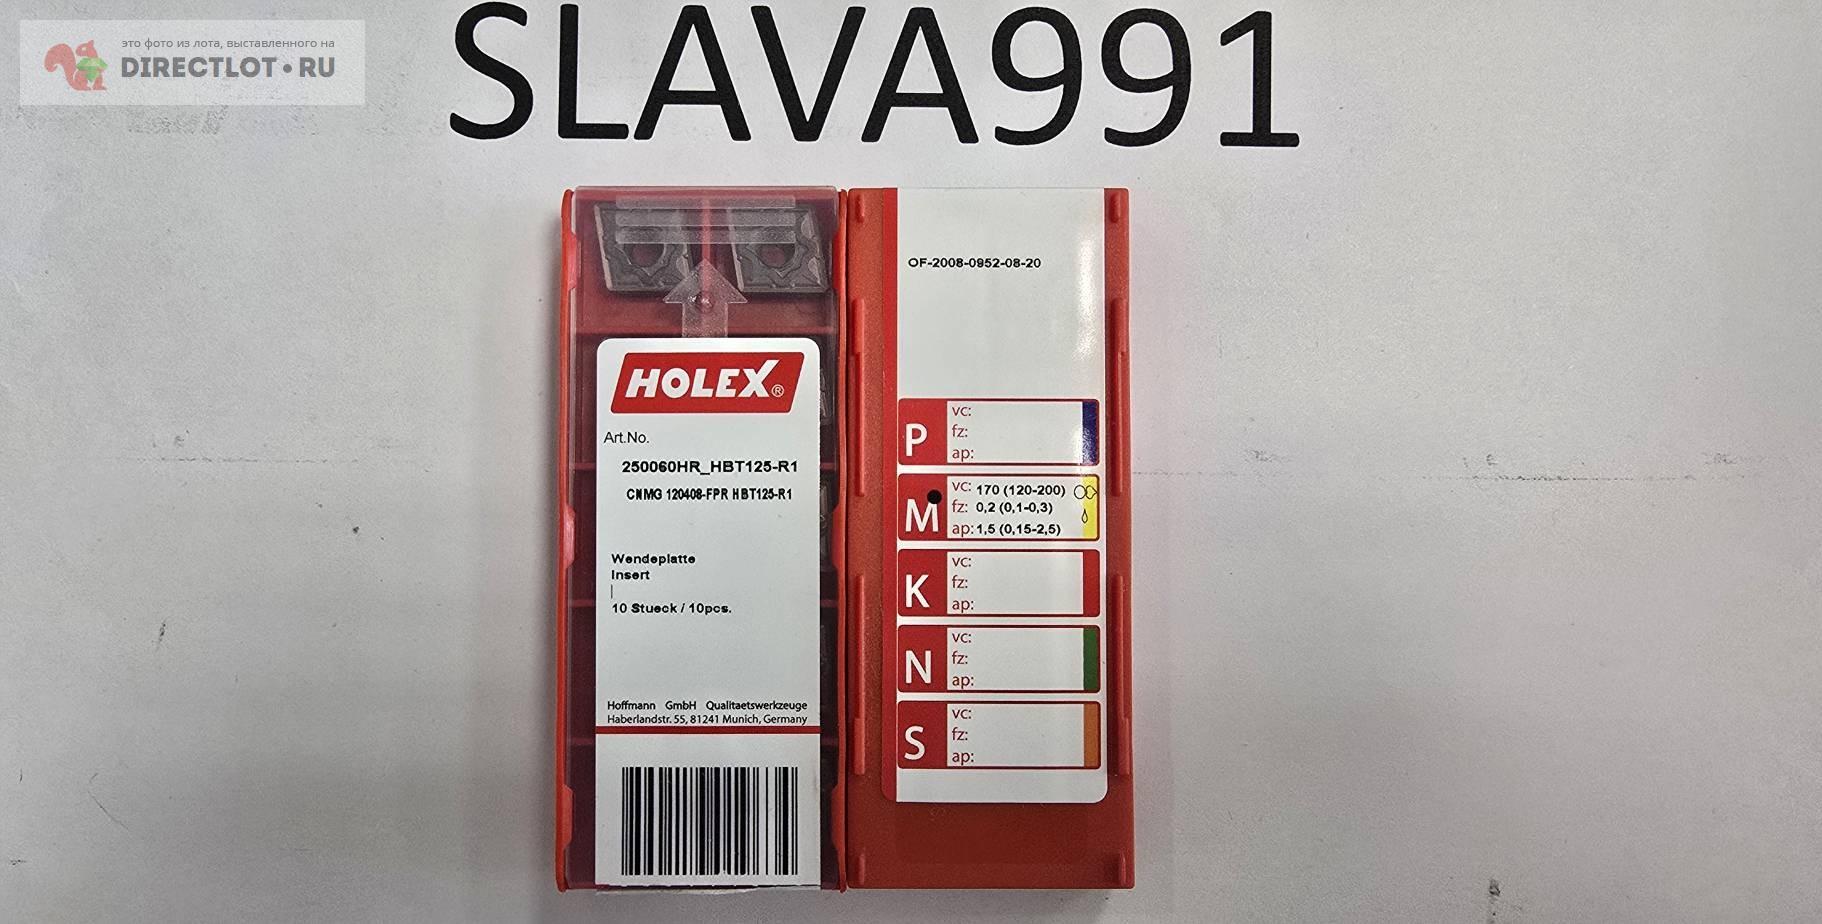 это фото из лота, выставленного на
DIRECTLOT•RU
SLAVA991
HOLEX®
Art.No.
250060HR_HBT125-R1
CNMG 120408-FPR HBT125-R1
Wendeplatte
Insert
10 Stueck / 10pcs.
Hoffmann GmbH Qualitaetswerkzeuge
Haberlandstr. 55, 81241 Munich, Germany
OF-2008-0952-08-20
P
vc:
fz:
ap:
M
vc: 170 (120-200)
fz: 0,2 (0,1-0,3)
ap: 1,5 (0,15-2,5)
K
vc:
fz:
ap:
N
vc:
fz:
ap:
S
vc:
fz:
ap: